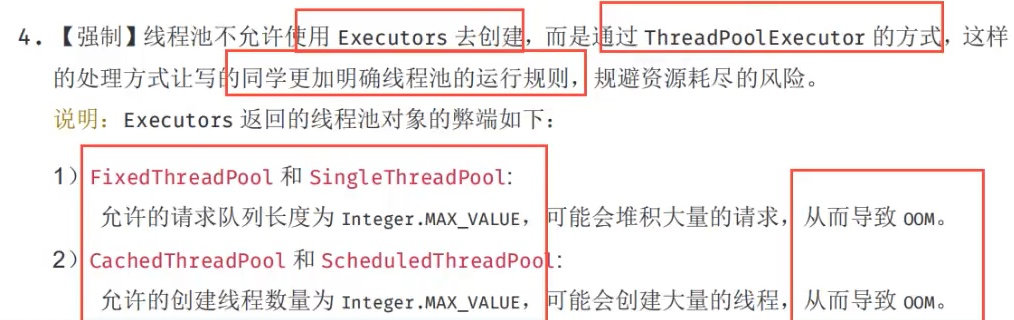 4. 【强制】线程池不允许使用 Executors 去创建，而是通过 ThreadPoolExecutor 的方式，这样
的处理方式让写的同学更加明确线程池的运行规则，规避资源耗尽的风险。
说明：Executors 返回的线程池对象的弊端如下：
1）FixedThreadPool 和 SingleThreadPool:
允许的请求队列长度为 Integer.MAX_VALUE，可能会堆积大量的请求，从而导致 OOM。
2）CachedThreadPool 和 ScheduledThreadPool:
允许的创建线程数量为 Integer.MAX_VALUE，可能会创建大量的线程，从而导致 OOM。